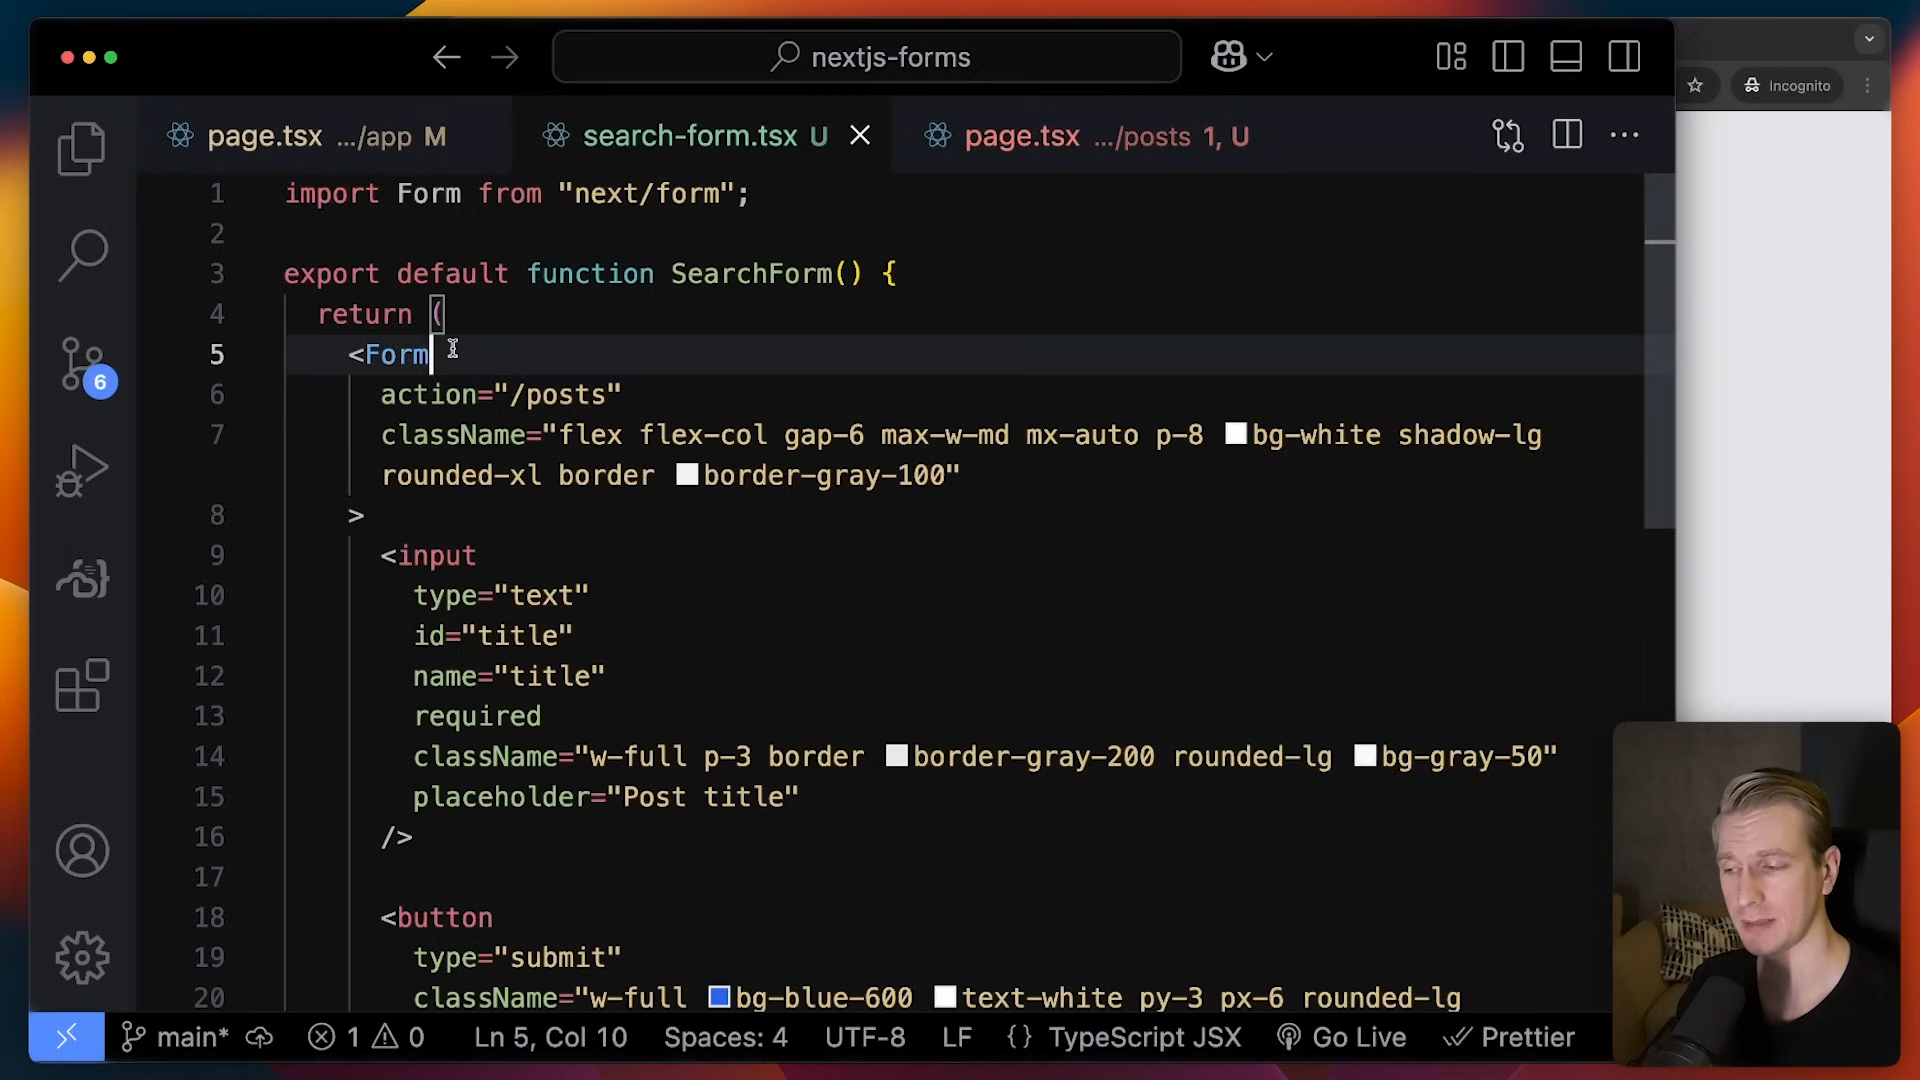 nextjs-forms
Incognito
page.tsx .../app M
search-form.tsx U
page.tsx .../posts 1, U
1 import Form from "next/form";
2
3 export default function SearchForm() {
4 return (
5 <Form
6 action="/posts"
7 className="flex flex-col gap-6 max-w-md mx-auto p-8 bg-white shadow-lg
rounded-xl border border-gray-100"
8 >
9 <input
10 type="text"
11 id="title"
12 name="title"
13 required
14 className="w-full p-3 border border-gray-200 rounded-lg bg-gray-50"
15 placeholder="Post title"
16 />
17
18 <button
19 type="submit"
20 className="w-full bg-blue-600 text-white py-3 px-6 rounded-lg
6
main* 1 0 Ln 5, Col 10 Spaces: 4 UTF-8 LF {} TypeScript JSX Go Live Prettier